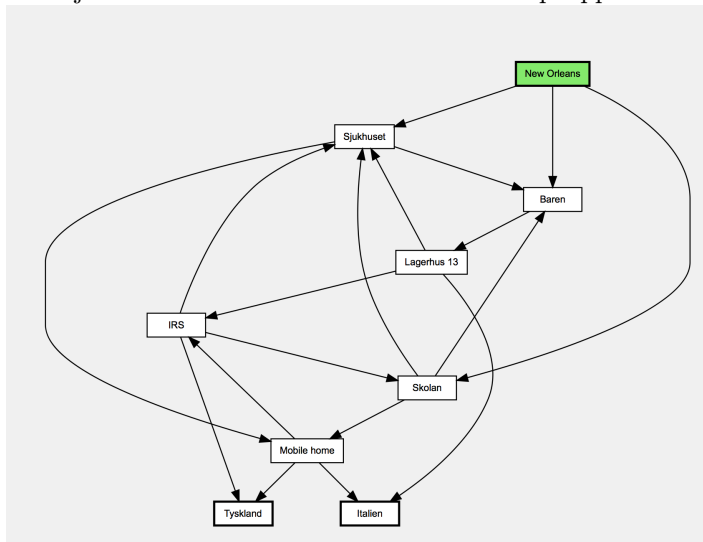 New Orleans
Sjukhuset
Baren
Lagerhus 13
IRS
Skolan
Mobile home
Tyskland
Italien